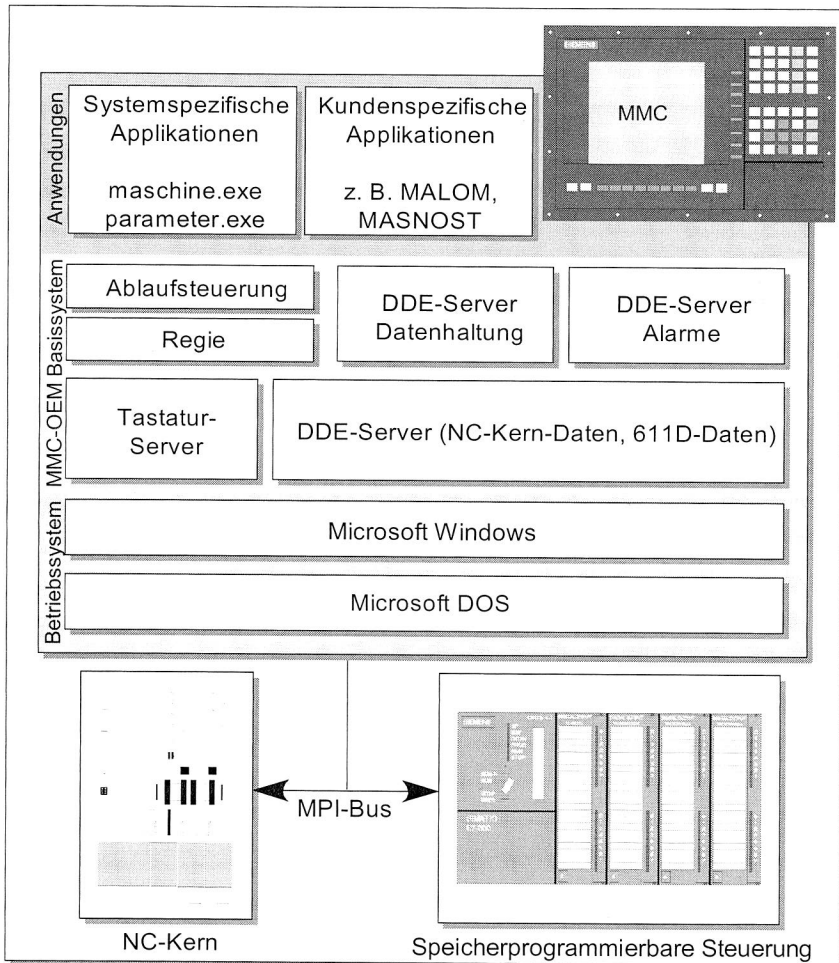 SIEMENS
MMC
Anwendungen
Systemspezifische
Applikationen
maschine.exe
parameter.exe
Kundenspezifische
Applikationen
z. B. MALOM,
MASNOST
MMC-OEM Basissystem
Ablaufsteuerung
Regie
DDE-Server
Datenhaltung
DDE-Server
Alarme
Tastatur-
Server
DDE-Server (NC-Kern-Daten, 611D-Daten)
Betriebssystem
Microsoft Windows
Microsoft DOS
MPI-Bus
SIEMENS
NC-Kern
Speicherprogrammierbare Steuerung